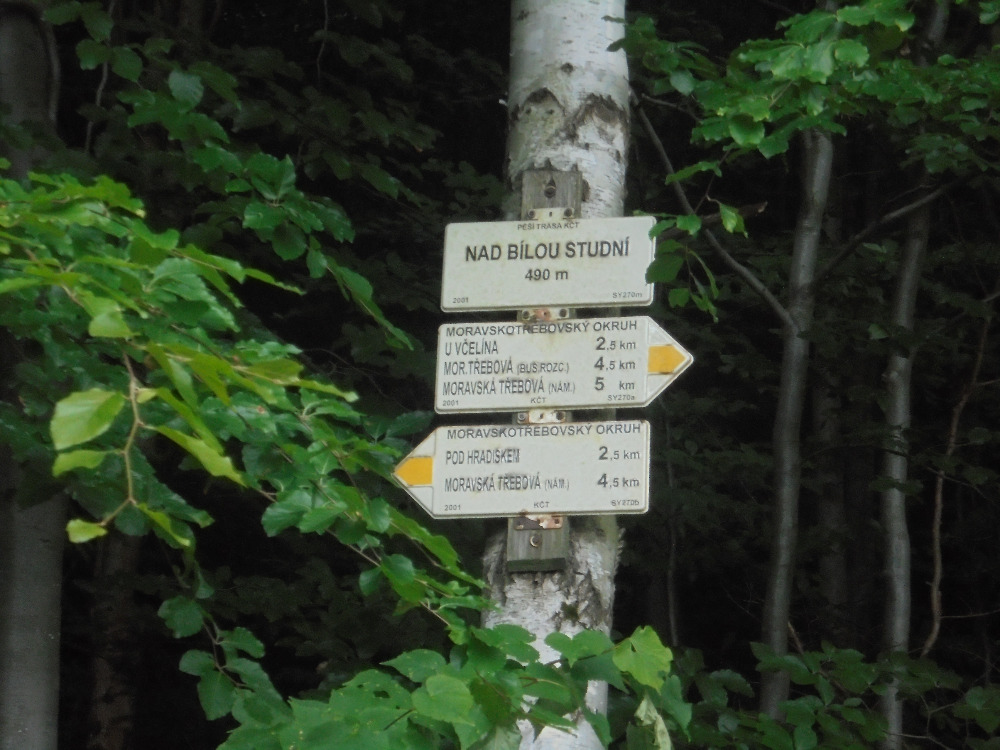 PĚŠÍ TRASA KČT
NAD BÍLOU STUDNÍ
490 m
2001 SY270m
MORAVSKOTŘEBOVSKÝ OKRUH
U VČELÍNA 2,5 km
MOR.TŘEBOVÁ (BUS.ROZC.) 4,5 km
MORAVSKÁ TŘEBOVÁ (NÁM.) 5 km
2001 KČT SY270a
MORAVSKOTŘEBOVSKÝ OKRUH
POD HRADISKEM 2,5 km
MORAVSKÁ TŘEBOVÁ (NÁM.) 4,5 km
2001 KČT SY270b